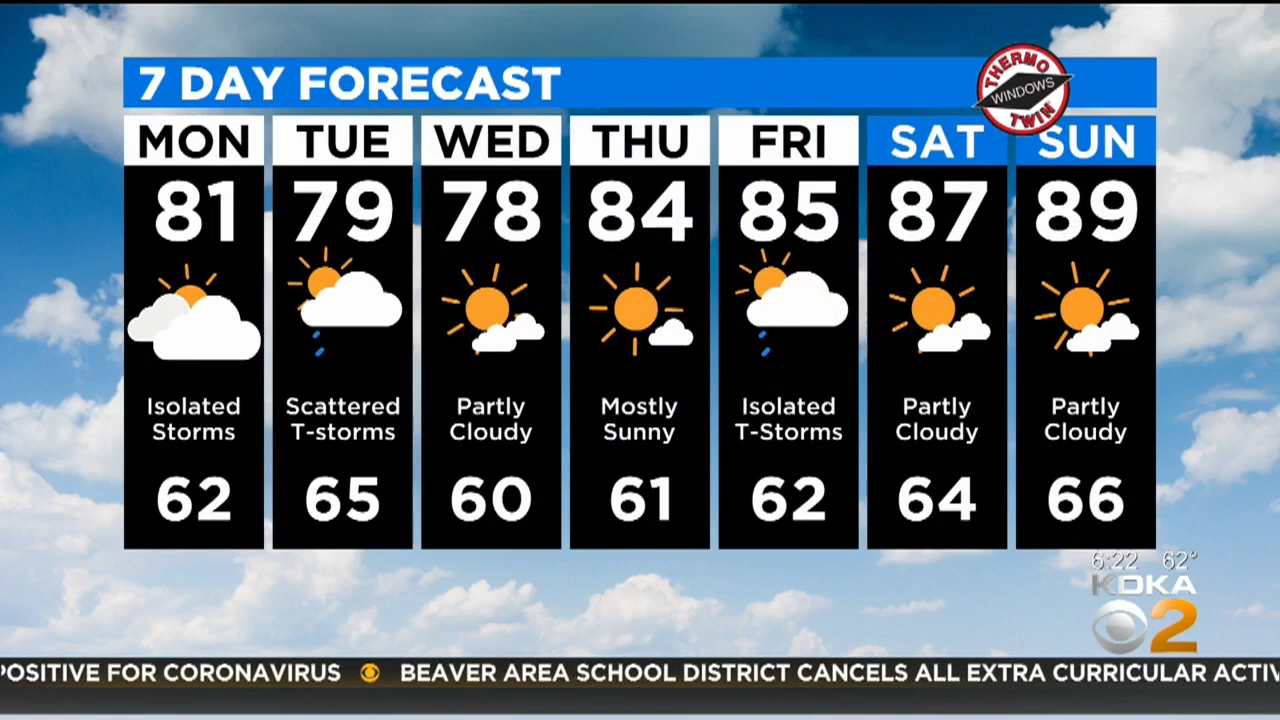 7 DAY FORECAST
THERMO
WINDOWS
TWIN
MON TUE WED THU FRI SAT SUN
81 79 78 84 85 87 89
Isolated Scattered Partly Mostly Isolated Partly Partly
Storms T-storms Cloudy Sunny T-Storms Cloudy Cloudy
62 65 60 61 62 64 66
6:22 62°
KDKA
2
POSITIVE FOR CORONAVIRUS BEAVER AREA SCHOOL DISTRICT CANCELS ALL EXTRA CURRICULAR ACTIV